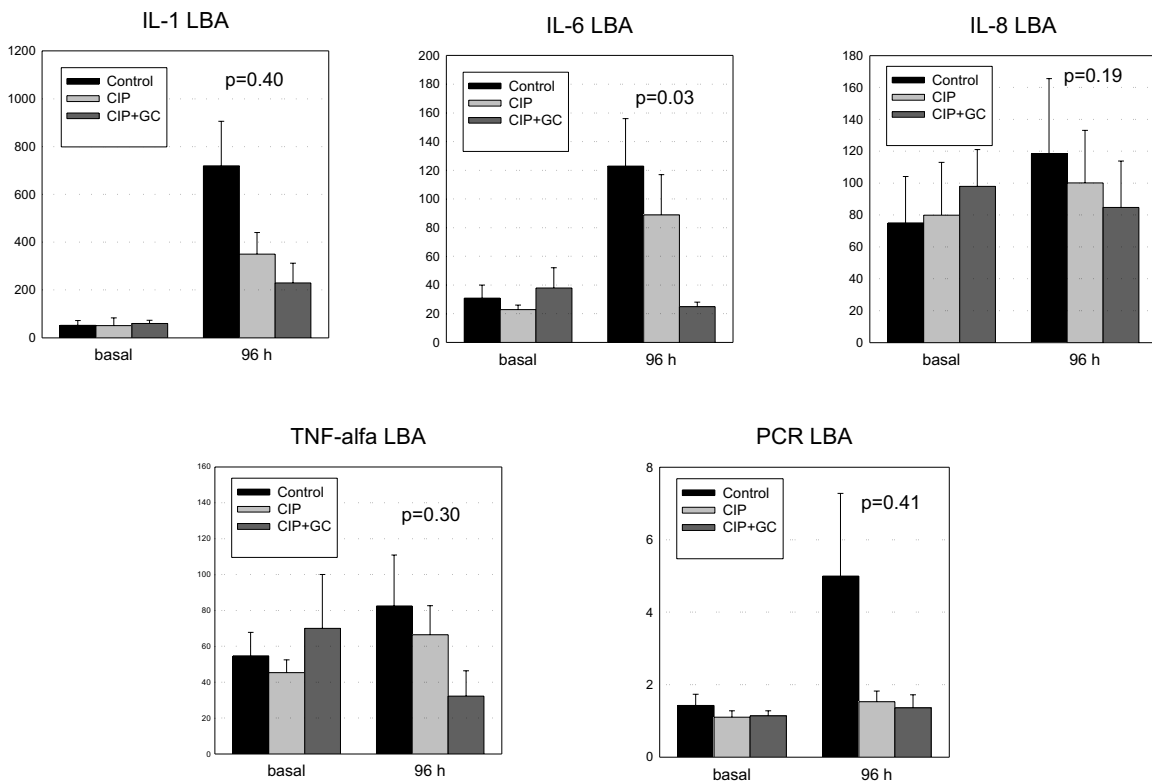 IL-1 LBA
1200
1000
800
600
400
200
0
Control
CIP
CIP+GC
p=0.40
basal
96 h
IL-6 LBA
200
180
160
140
120
100
80
60
40
20
0
Control
CIP
CIP+GC
p=0.03
basal
96 h
IL-8 LBA
180
160
140
120
100
80
60
40
20
0
Control
CIP
CIP+GC
p=0.19
basal
96 h
TNF-alfa LBA
160
140
120
100
80
60
40
20
0
Control
CIP
CIP+GC
p=0.30
basal
96 h
PCR LBA
8
6
4
2
0
Control
CIP
CIP+GC
p=0.41
basal
96 h